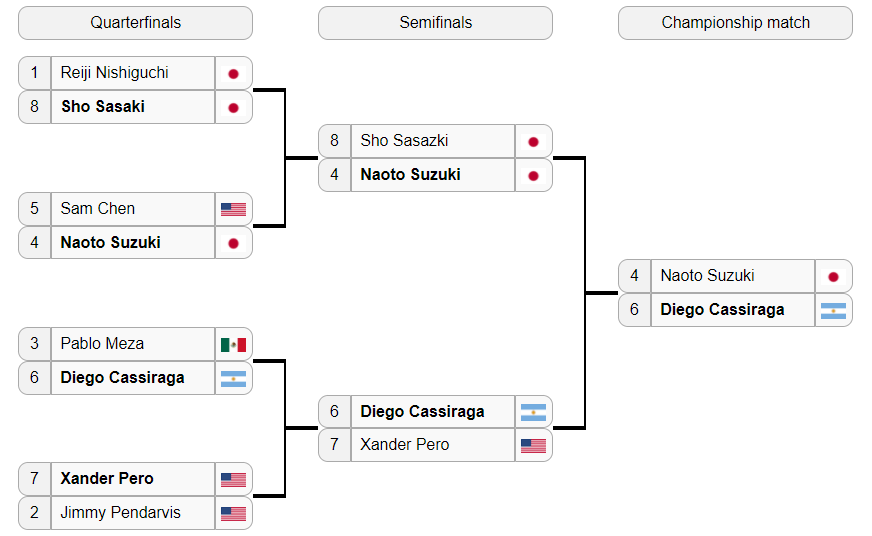 Quarterfinals
Semifinals
Championship match
1 Reiji Nishiguchi
8 Sho Sasaki
5 Sam Chen
4 Naoto Suzuki
3 Pablo Meza
6 Diego Cassiraga
7 Xander Pero
2 Jimmy Pendarvis
8 Sho Sasazki
4 Naoto Suzuki
6 Diego Cassiraga
7 Xander Pero
4 Naoto Suzuki
6 Diego Cassiraga